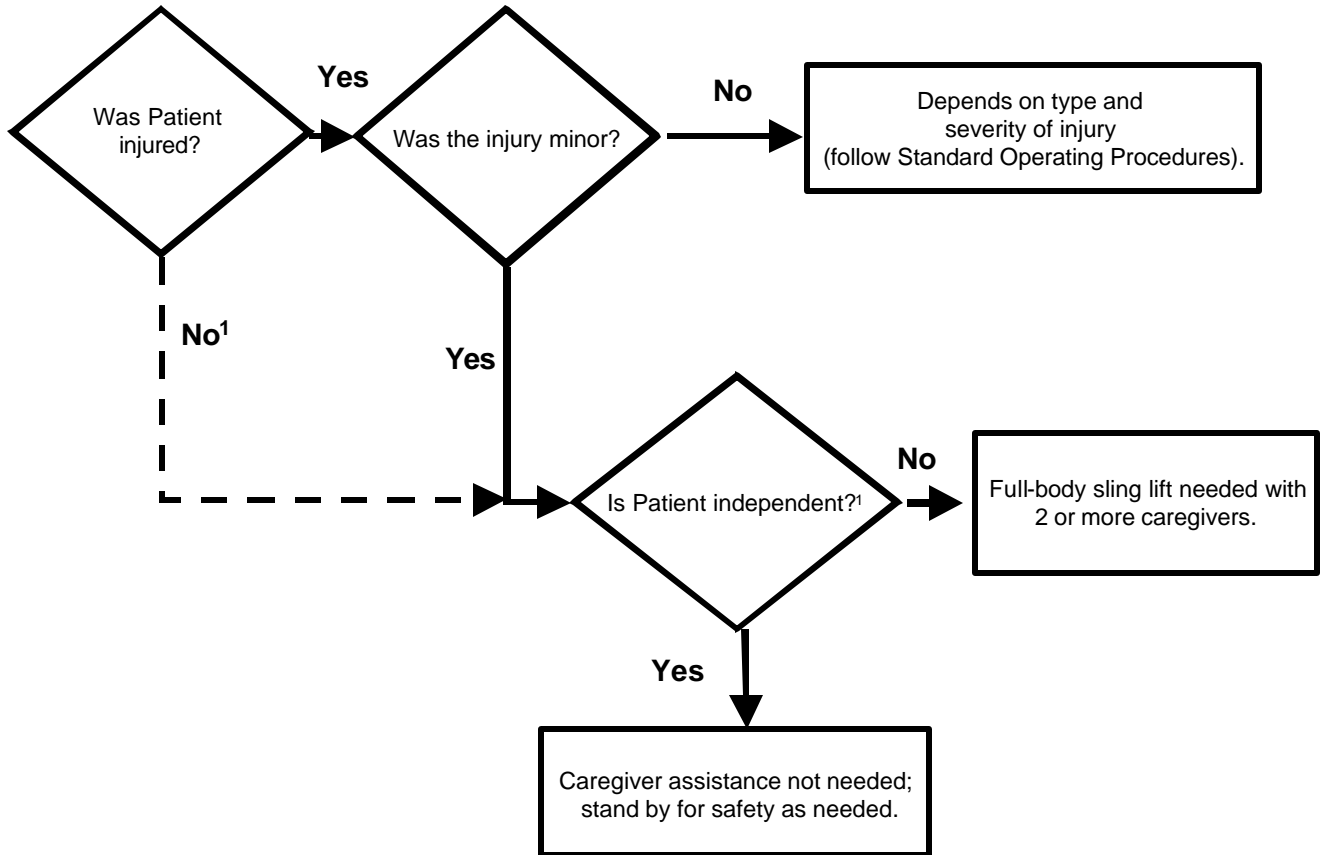 Was Patient
injured?
Yes
Was the injury minor?
No
Depends on type and
severity of injury
(follow Standard Operating Procedures).
No¹
Yes
Is Patient independent?¹
No
Full-body sling lift needed with
2 or more caregivers.
Yes
Caregiver assistance not needed;
stand by for safety as needed.